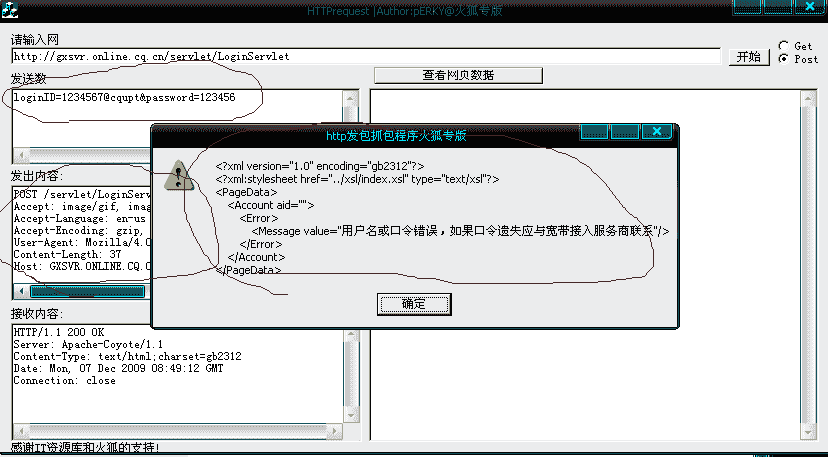 HTTPrequest |Author:pERKY@火狐专版
请输入网
http://gxsvr.online.cq.cn/servlet/LoginServlet
开始
Get
Post
发送数
查看网页数据
loginID=1234567@cqupt&password=123456
http发包抓包程序火狐专版
<?xml version="1.0" encoding="gb2312"?>
<?xml:stylesheet href="../xsl/index.xsl" type="text/xsl"?>
<PageData>
<Account aid="">
<Error>
<Message value="用户名或口令错误，如果口令遗失应与宽带接入服务商联系"/>
</Error>
</Account>
</PageData>
确定
发出内容:
POST /servlet/LoginServ
Accept: image/gif, imag
Accept-Language: en-us
Accept-Encoding: gzip,
User-Agent: Mozilla/4.0
Content-Length: 37
Host: GXSVR.ONLINE.CQ.C
接收内容:
HTTP/1.1 200 OK
Server: Apache-Coyote/1.1
Content-Type: text/html;charset=gb2312
Date: Mon, 07 Dec 2009 08:49:12 GMT
Connection: close
感谢IT资源库和火狐的支持!